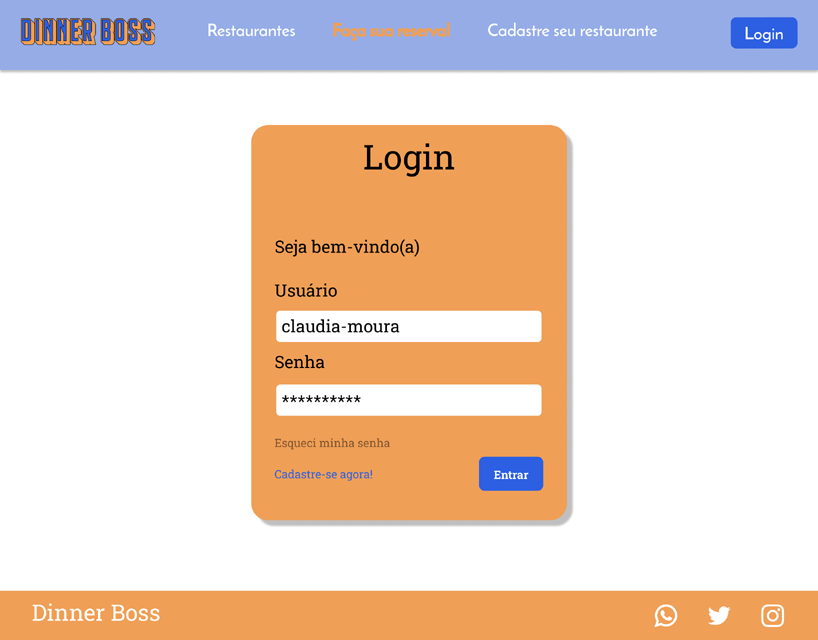 DINNER BOSS
Restaurantes
Faça sua reserva!
Cadastre seu restaurante
Login
Login
Seja bem-vindo(a)
Usuário
claudia-moura
Senha
**********
Esqueci minha senha
Cadastre-se agora!
Entrar
Dinner Boss